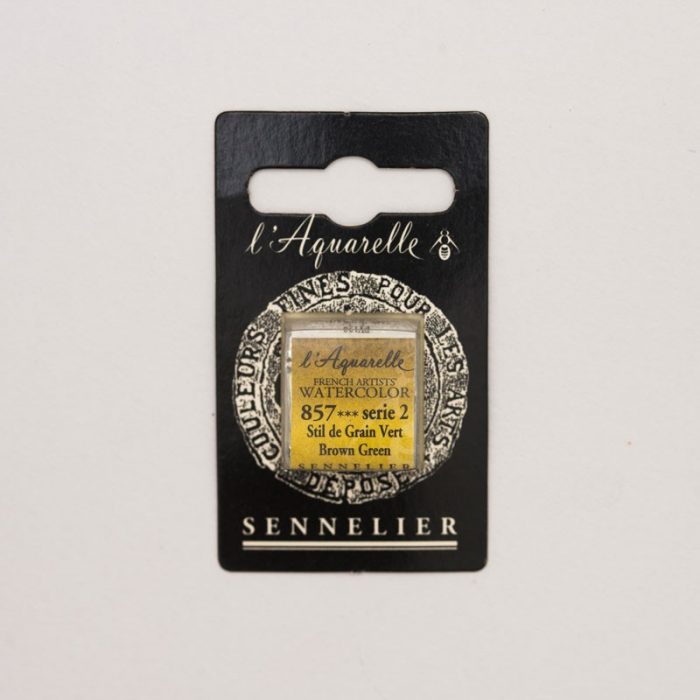 l'Aquarelle
COULEURS FINES POUR LES ARTS
l'Aquarelle
FRENCH ARTISTS'
WATERCOLOR
857*** serie 2
Stil de Grain Vert
Brown Green
SENNELIER
DÉPOSÉ
SENNELIER